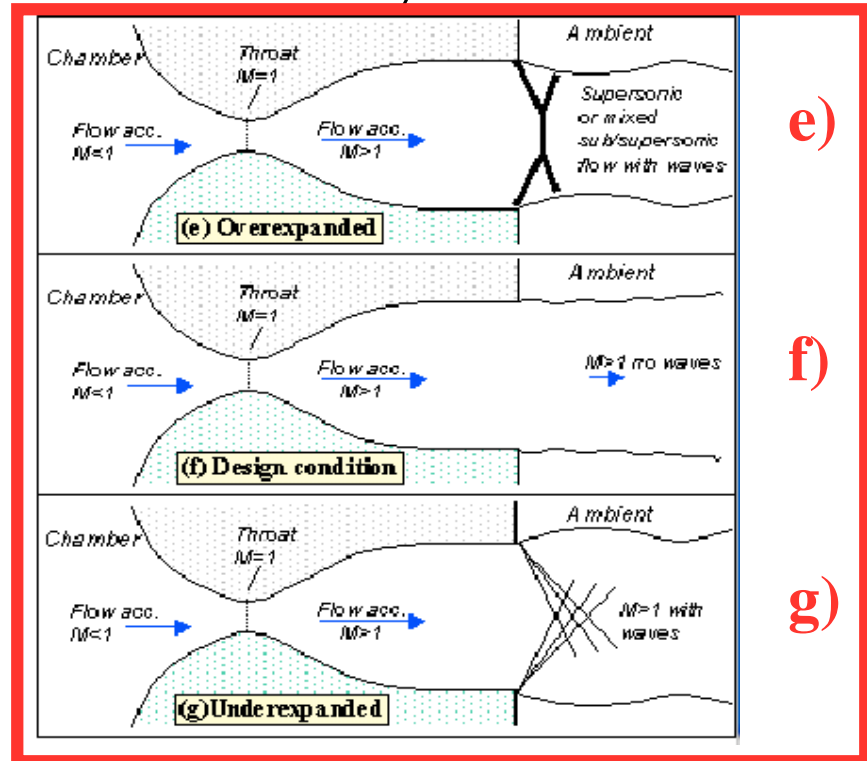 Ambient
Chamber
Throat
M=1
Supersonic
or mixed
sub/supersonic
flow with waves
Flow acc.
M<1
Flow acc.
M>1
(e) Overexpanded
e)
Ambient
Chamber
Throat
M=1
Flow acc.
M<1
Flow acc.
M>1
M>1 no waves
(f) Design condition
f)
Ambient
Chamber
Throat
M=1
Flow acc.
M<1
Flow acc.
M>1
M>1 with
waves
(g)Underexpanded
g)